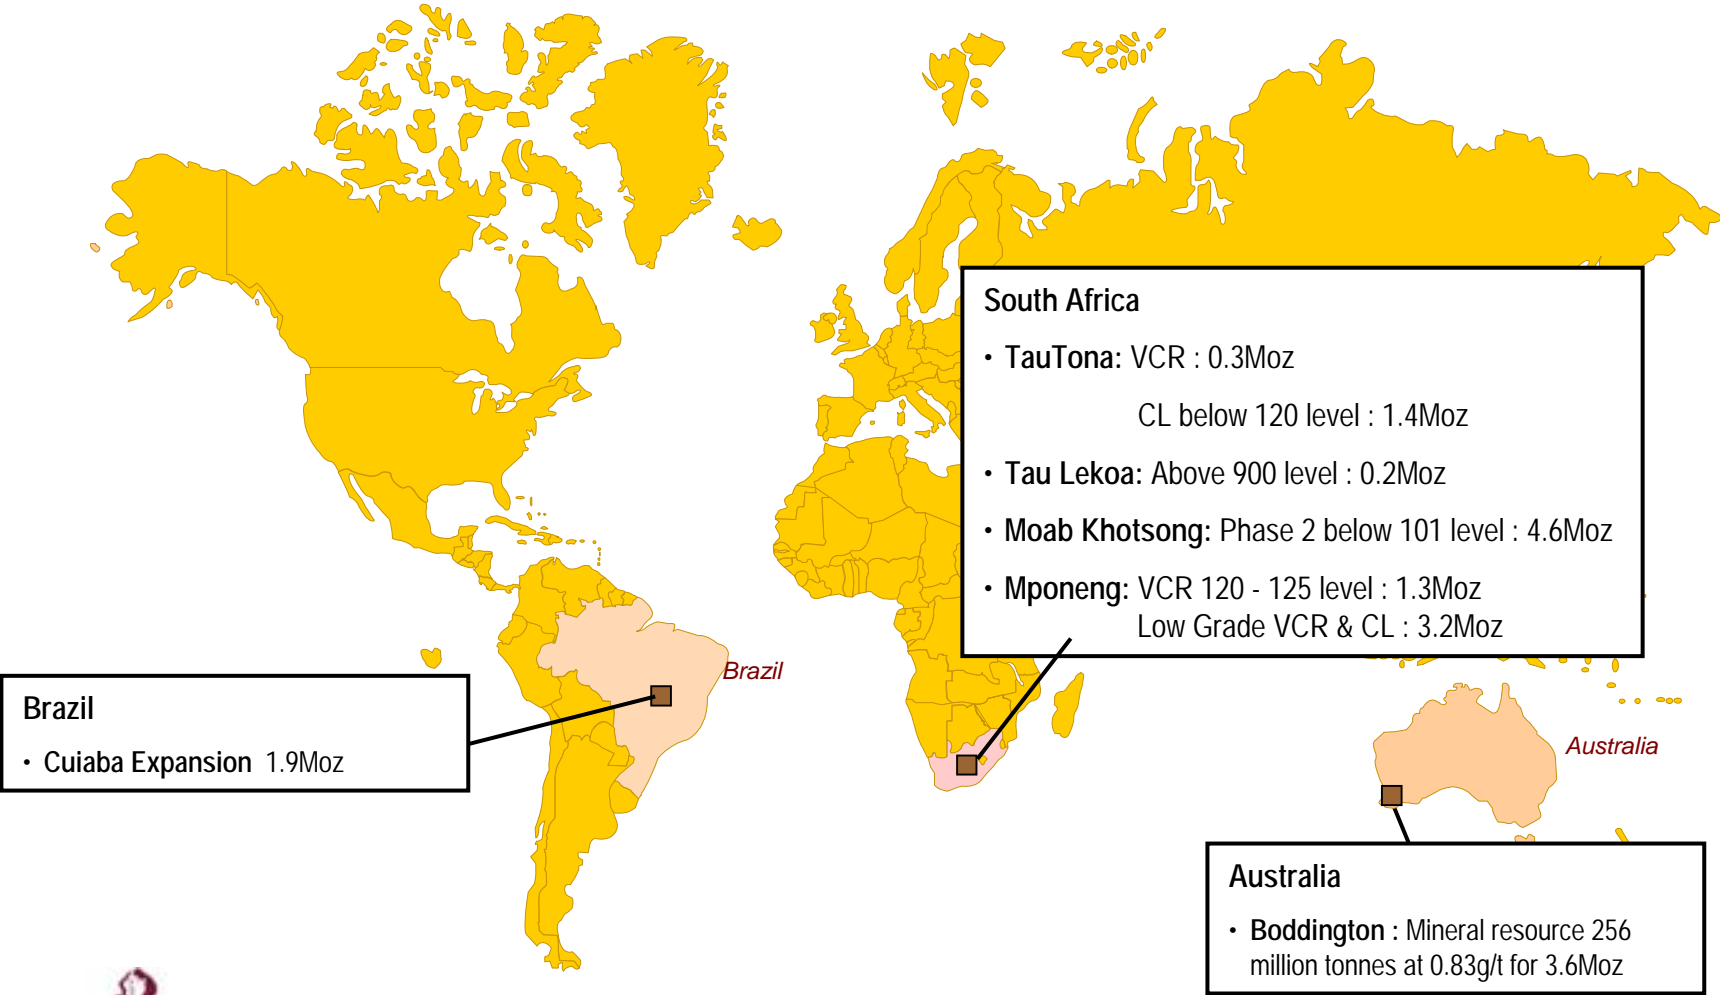 South Africa
• TauTona: VCR : 0.3Moz
CL below 120 level : 1.4Moz
• Tau Lekoa: Above 900 level : 0.2Moz
• Moab Khotsong: Phase 2 below 101 level : 4.6Moz
• Mponeng: VCR 120 - 125 level : 1.3Moz
Low Grade VCR & CL : 3.2Moz
Brazil
Brazil
• Cuiaba Expansion 1.9Moz
Australia
Australia
• Boddington : Mineral resource 256
million tonnes at 0.83g/t for 3.6Moz